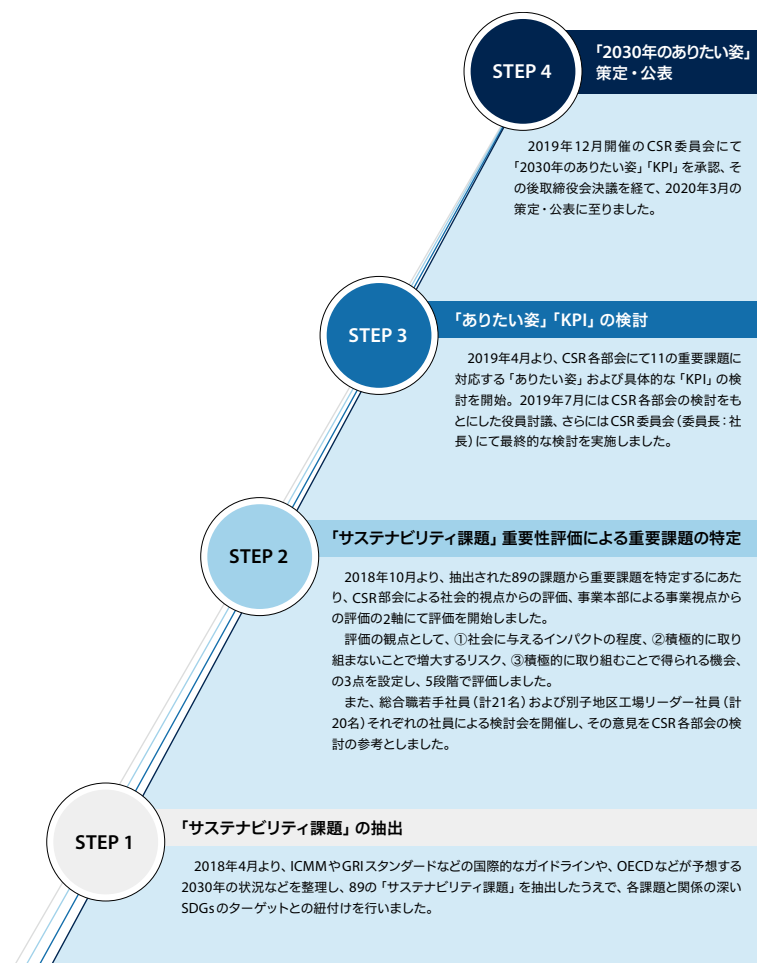 STEP 4
「2030年のありたい姿」
策定・公表
2019年12月開催のCSR委員会にて
「2030年のありたい姿」「KPI」を承認、そ
の後取締役会決議を経て、2020年3月の
策定・公表に至りました。
STEP 3
「ありたい姿」「KPI」の検討
2019年4月より、CSR各部会にて11の重要課題に
対応する「ありたい姿」および具体的な「KPI」の検
討を開始。2019年7月にはCSR各部会の検討をも
とにした役員討議、さらにはCSR委員会（委員長：社
長）にて最終的な検討を実施しました。
STEP 2
「サステナビリティ課題」重要性評価による重要課題の特定
2018年10月より、抽出された89の課題から重要課題を特定するにあた
り、CSR部会による社会的視点からの評価、事業本部による事業視点から
の評価の2軸にて評価を開始しました。
評価の観点として、①社会に与えるインパクトの程度、②積極的に取り
組まないことで増大するリスク、③積極的に取り組むことで得られる機会、
の3点を設定し、5段階で評価しました。
また、総合職若手社員（計21名）および別子地区工場リーダー社員（計
20名）それぞれの社員による検討会を開催し、その意見をCSR各部会の検
討の参考としました。
STEP 1
「サステナビリティ課題」の抽出
2018年4月より、ICMMやGRIスタンダードなどの国際的なガイドラインや、OECDなどが予想する
2030年の状況などを整理し、89の「サステナビリティ課題」を抽出したうえで、各課題と関係の深い
SDGsのターゲットとの紐付けを行いました。